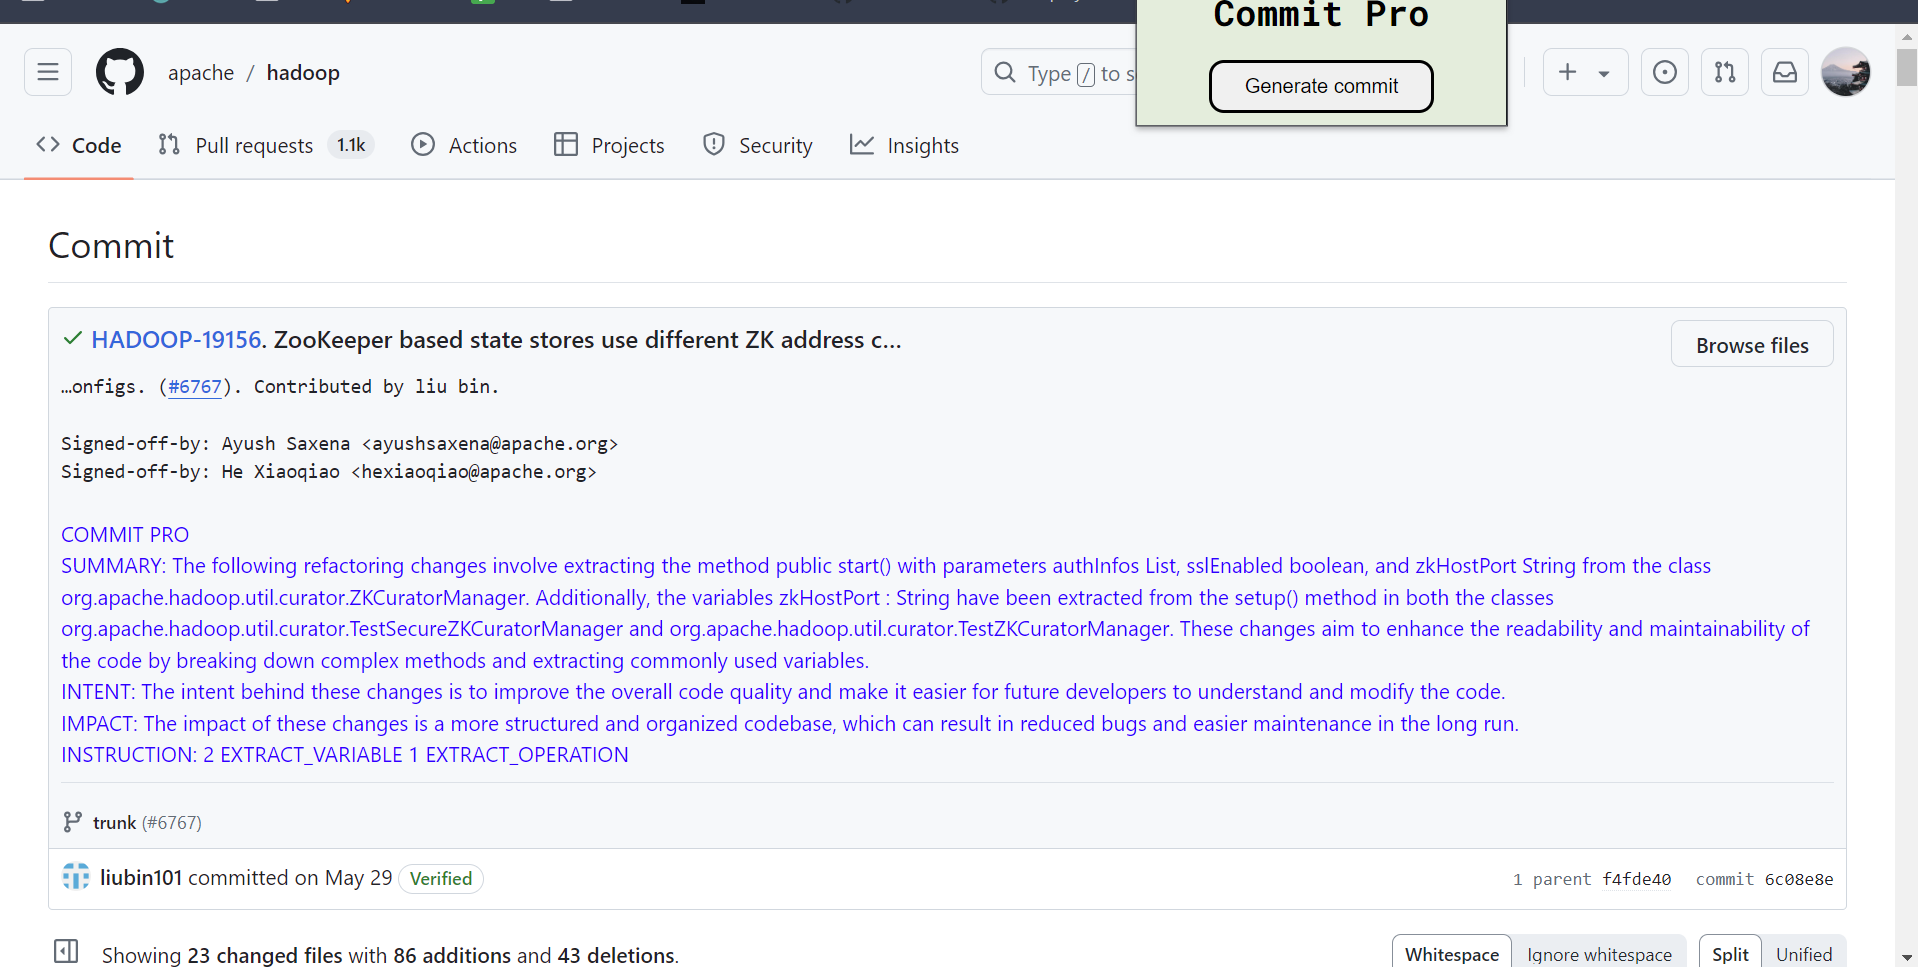 Commit Pro
Generate commit
apache / hadoop
Type / to s
Code
Pull requests 1.1k
Actions
Projects
Security
Insights
Commit
HADOOP-19156. ZooKeeper based state stores use different ZK address c…
Browse files
…onfigs. (#6767). Contributed by liu bin.
Signed-off-by: Ayush Saxena <ayushsaxena@apache.org>
Signed-off-by: He Xiaoqiao <hexiaoqiao@apache.org>
COMMIT PRO
SUMMARY: The following refactoring changes involve extracting the method public start() with parameters authInfos List, sslEnabled boolean, and zkHostPort String from the class
org.apache.hadoop.util.curator.ZKCuratorManager. Additionally, the variables zkHostPort : String have been extracted from the setup() method in both the classes
org.apache.hadoop.util.curator.TestSecureZKCuratorManager and org.apache.hadoop.util.curator.TestZKCuratorManager. These changes aim to enhance the readability and maintainability of
the code by breaking down complex methods and extracting commonly used variables.
INTENT: The intent behind these changes is to improve the overall code quality and make it easier for future developers to understand and modify the code.
IMPACT: The impact of these changes is a more structured and organized codebase, which can result in reduced bugs and easier maintenance in the long run.
INSTRUCTION: 2 EXTRACT_VARIABLE 1 EXTRACT_OPERATION
trunk (#6767)
liubin101 committed on May 29 Verified
1 parent f4fde40 commit 6c08e8e
Showing 23 changed files with 86 additions and 43 deletions.
Whitespace
Ignore whitespace
Split
Unified